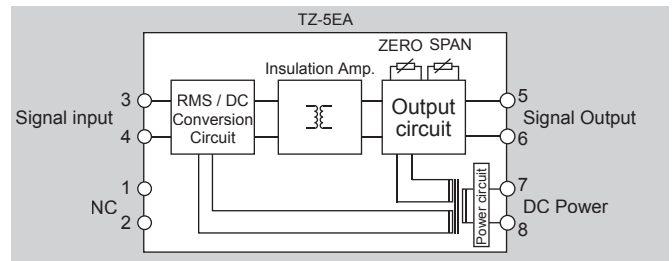 TZ-5EA
ZERO SPAN
Insulation Amp.
Signal input
3
4
RMS / DC
Conversion
Circuit
Output
circuit
5
6
Signal Output
1
2
NC
Power circuit
7
8
DC Power